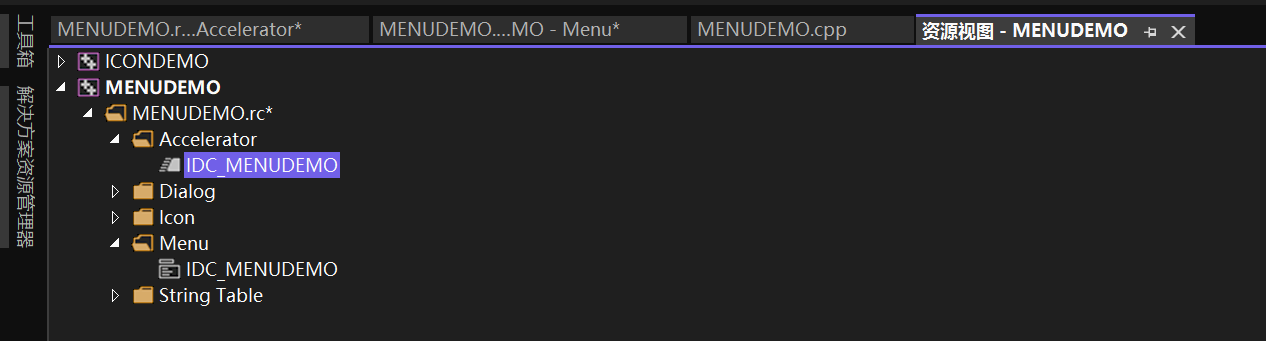 MENUDEMO.r...Accelerator*
MENUDEMO....MO - Menu*
MENUDEMO.cpp
资源视图 - MENUDEMO
工具箱
解决方案资源管理器
ICONDEMO
MENUDEMO
MENUDEMO.rc*
Accelerator
IDC_MENUDEMO
Dialog
Icon
Menu
IDC_MENUDEMO
String Table